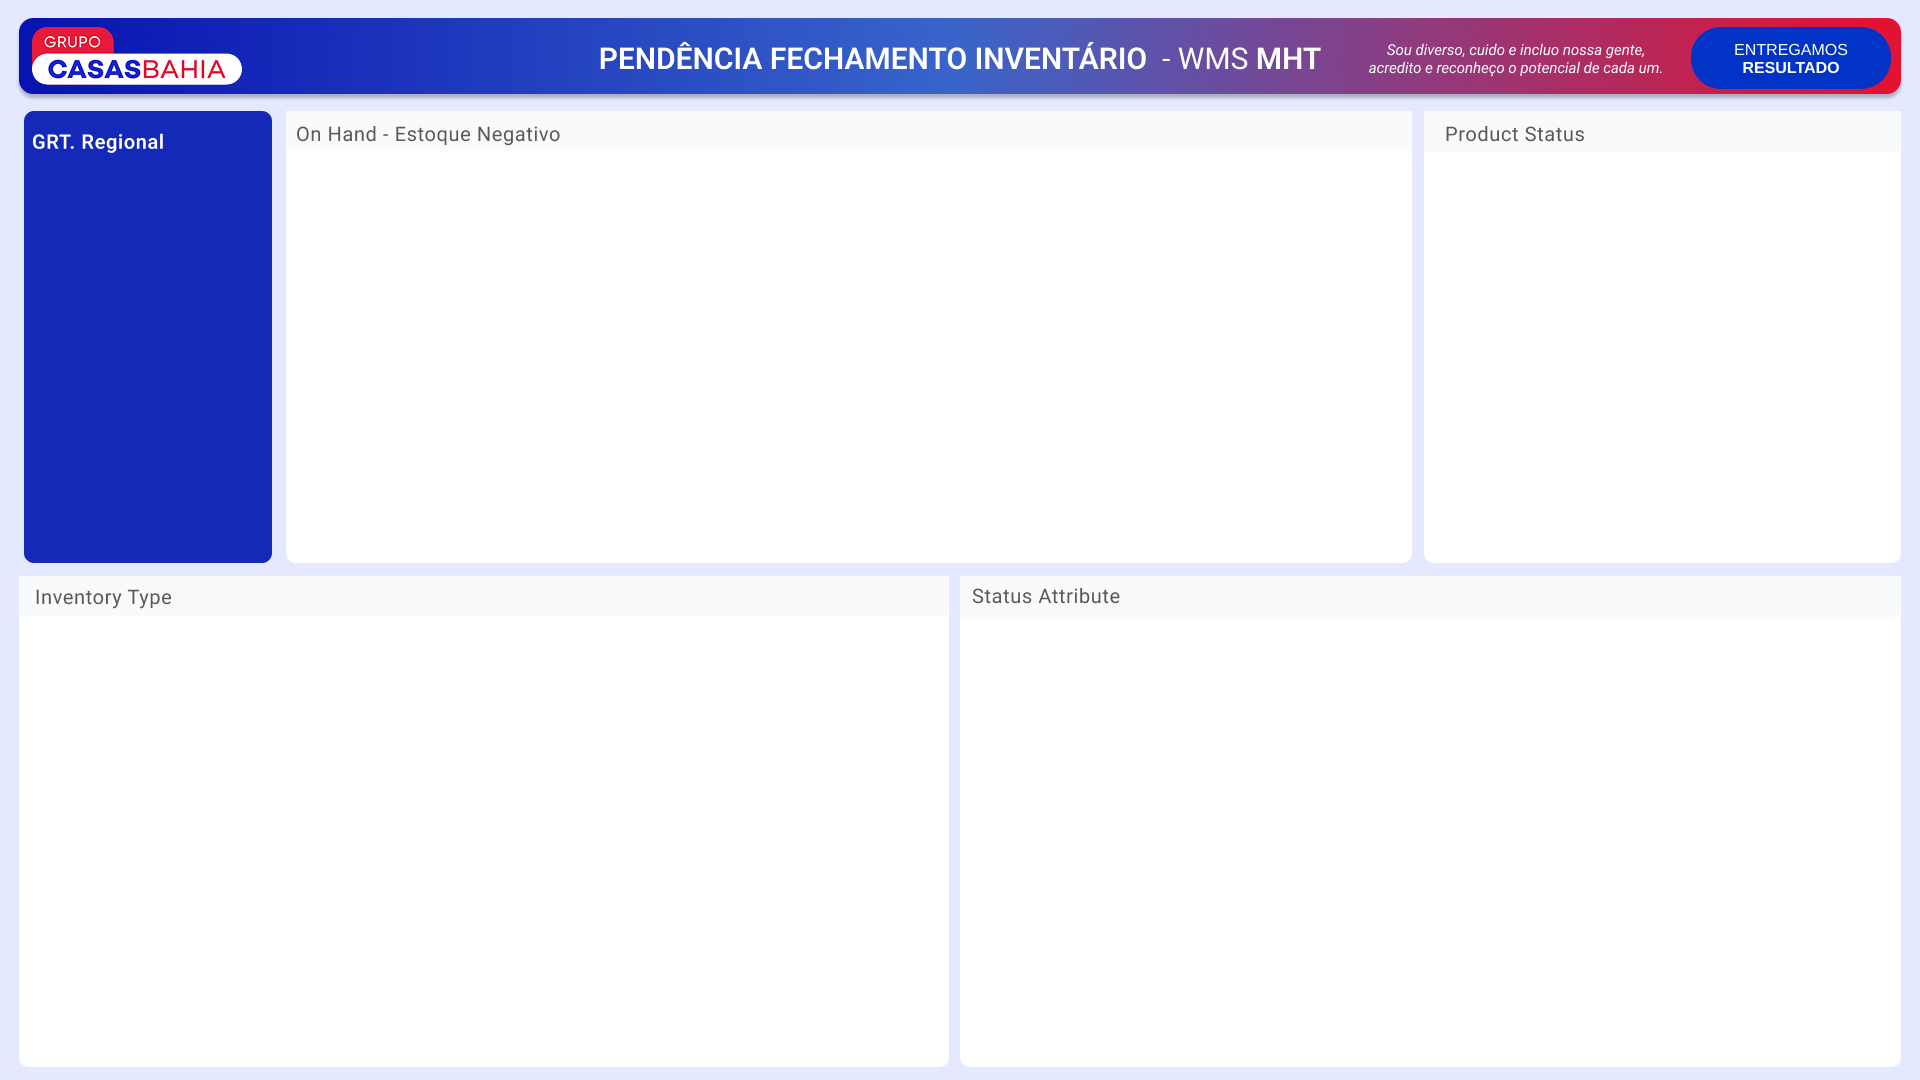 GRUPO
CASASBAHIA
PENDÊNCIA FECHAMENTO INVENTÁRIO - WMS MHT
Sou diverso, cuido e incluo nossa gente,
acredito e reconheço o potencial de cada um.
ENTREGAMOS
RESULTADO
GRT. Regional
On Hand - Estoque Negativo
Product Status
Inventory Type
Status Attribute